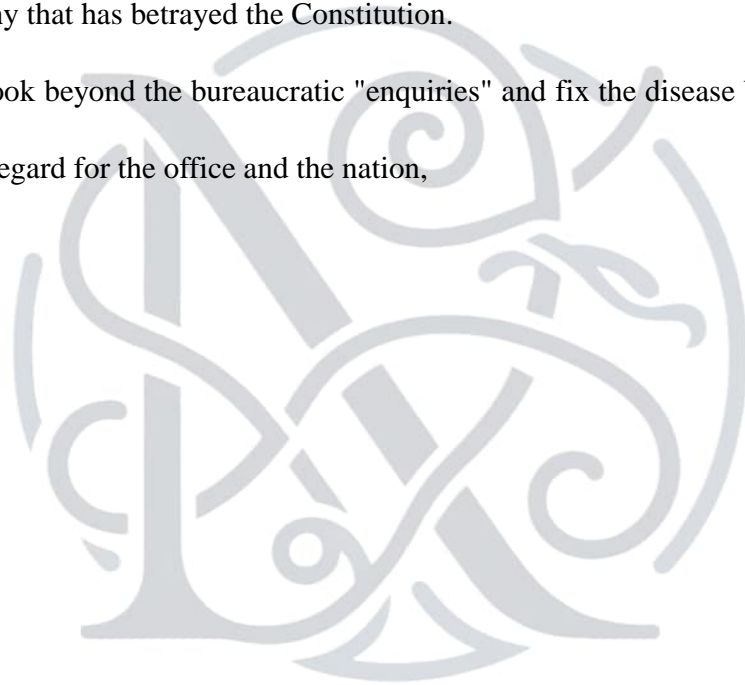 ny that has betrayed the Constitution.
ook beyond the bureaucratic "enquiries" and fix the disease
egard for the office and the nation,